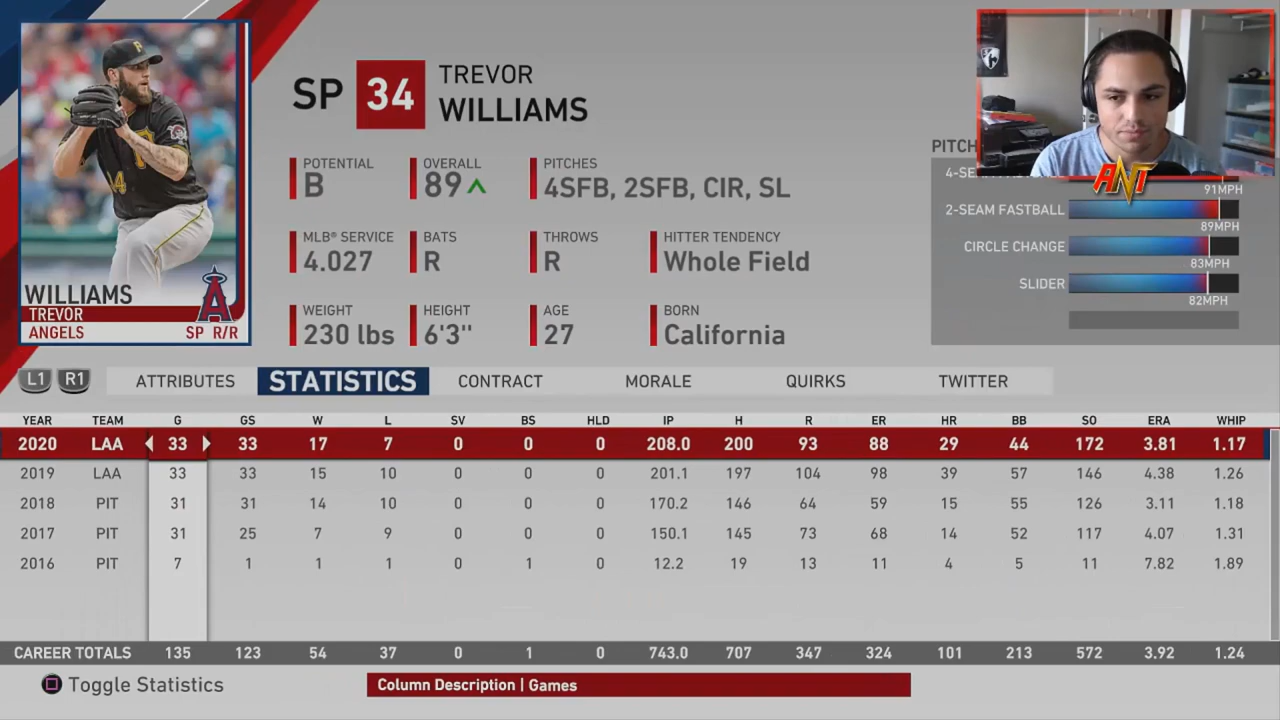 SP 34 TREVOR
WILLIAMS
POTENTIAL
B
OVERALL
89
PITCHES
4SFB, 2SFB, CIR, SL
MLB® SERVICE
4.027
BATS
R
THROWS
R
HITTER TENDENCY
Whole Field
WEIGHT
230 lbs
HEIGHT
6'3"
AGE
27
BORN
California
WILLIAMS
TREVOR
ANGELS SP R/R
ANT
PITCH
4-SE
91MPH
2-SEAM FASTBALL
89MPH
CIRCLE CHANGE
83MPH
SLIDER
82MPH
L1 R1 ATTRIBUTES STATISTICS CONTRACT MORALE QUIRKS TWITTER
YEAR TEAM G GS W L SV BS HLD IP H R ER HR BB SO ERA WHIP
2020 LAA 33 33 17 7 0 0 0 208.0 200 93 88 29 44 172 3.81 1.17
2019 LAA 33 33 15 10 0 0 0 201.1 197 104 98 39 57 146 4.38 1.26
2018 PIT 31 31 14 10 0 0 0 170.2 146 64 59 15 55 126 3.11 1.18
2017 PIT 31 25 7 9 0 0 0 150.1 145 73 68 14 52 117 4.07 1.31
2016 PIT 7 1 1 1 0 1 0 12.2 19 13 11 4 5 11 7.82 1.89
CAREER TOTALS 135 123 54 37 0 1 0 743.0 707 347 324 101 213 572 3.92 1.24
Toggle Statistics
Column Description | Games